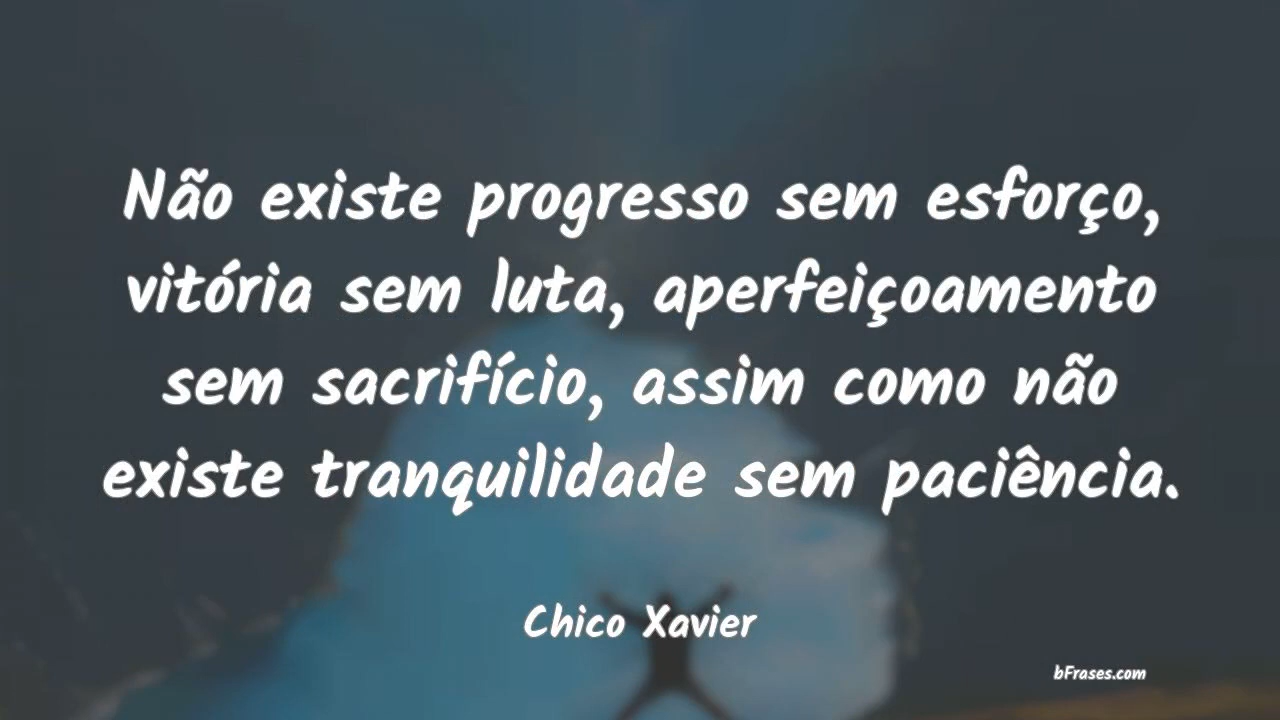 Não existe progresso sem esforço,
vitória sem luta, aperfeiçoamento
sem sacrifício, assim como não
existe tranquilidade sem paciência.
Chico Xavier
bFrases.com